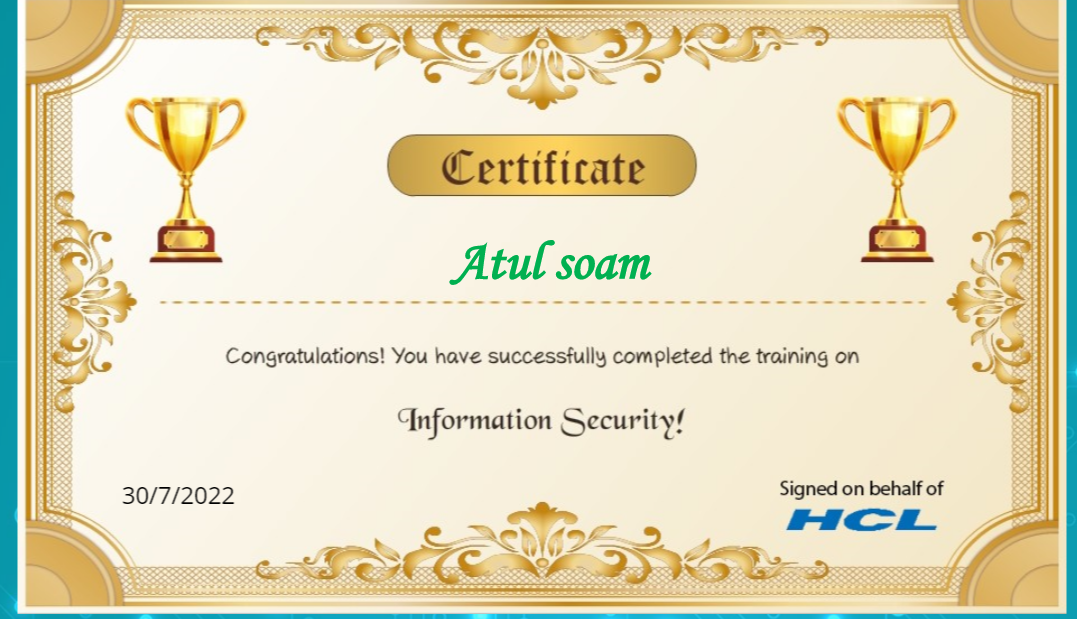 Certificate
Atul soam
Congratulations! You have successfully completed the training on
Information Security!
30/7/2022
Signed on behalf of
HCL